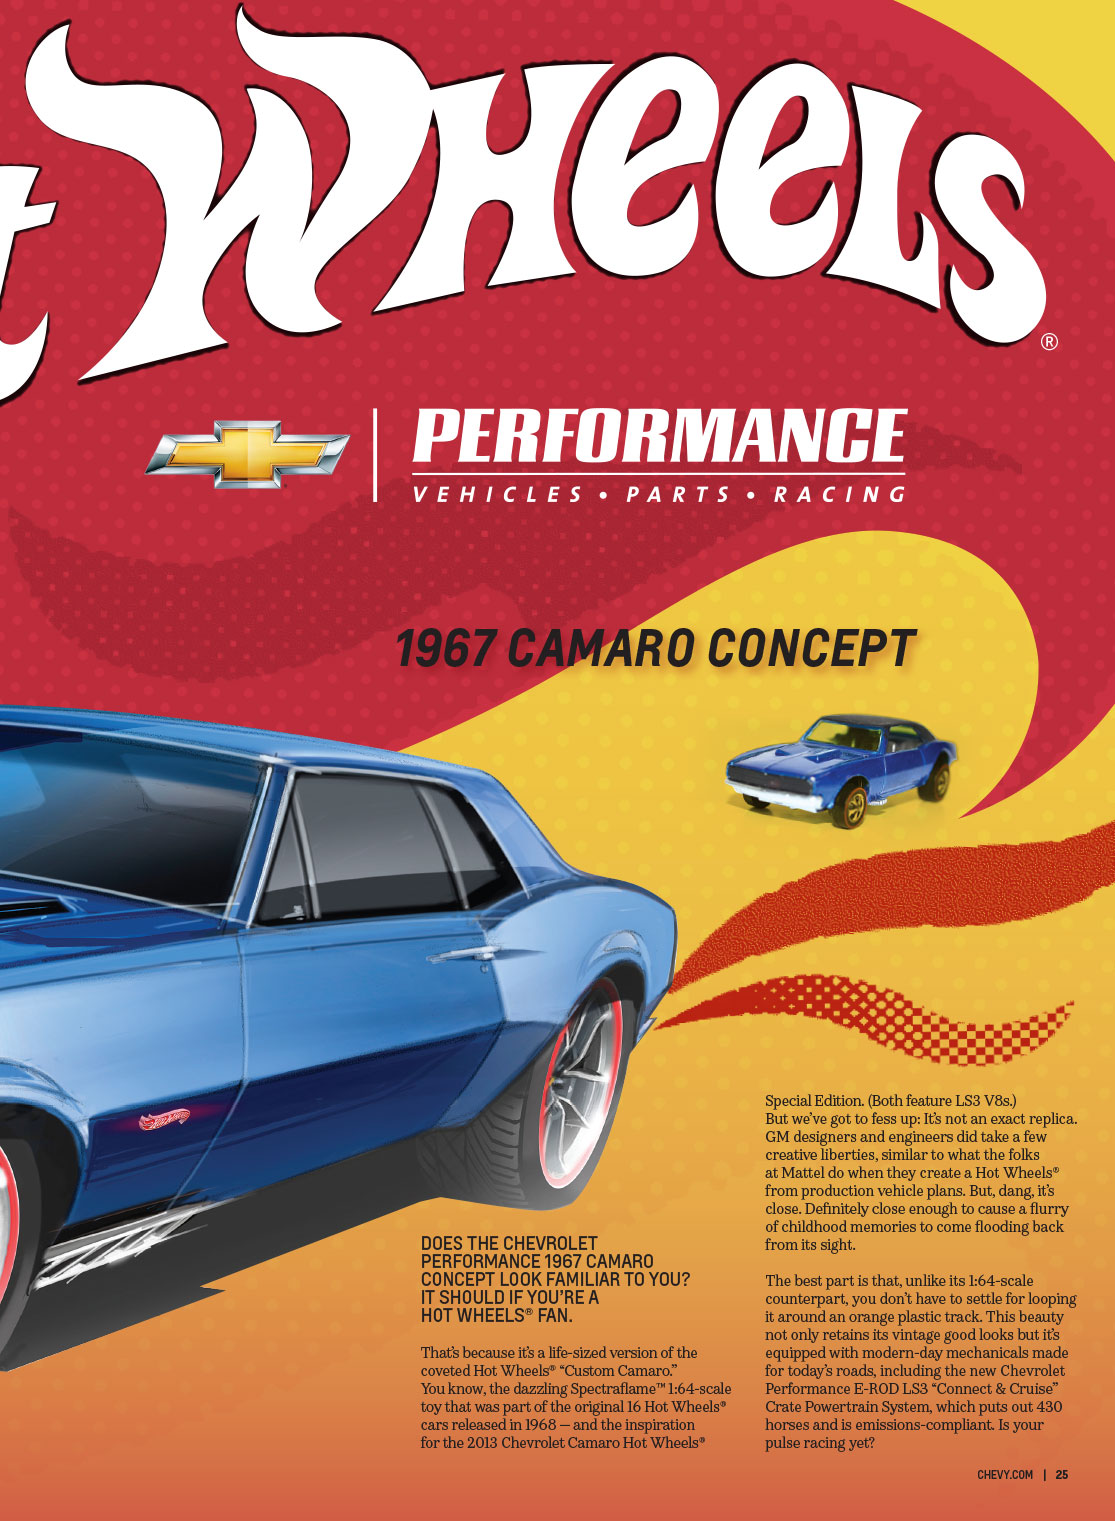 t Wheels®
PERFORMANCE
VEHICLES • PARTS • RACING
1967 CAMARO CONCEPT
HOT WHEELS
DOES THE CHEVROLET
PERFORMANCE 1967 CAMARO
CONCEPT LOOK FAMILIAR TO YOU?
IT SHOULD IF YOU’RE A
HOT WHEELS® FAN.
That’s because it’s a life-sized version of the
coveted Hot Wheels® “Custom Camaro.”
You know, the dazzling Spectraflame™ 1:64-scale
toy that was part of the original 16 Hot Wheels®
cars released in 1968 — and the inspiration
for the 2013 Chevrolet Camaro Hot Wheels®
Special Edition. (Both feature LS3 V8s.)
But we’ve got to fess up: It’s not an exact replica.
GM designers and engineers did take a few
creative liberties, similar to what the folks
at Mattel do when they create a Hot Wheels®
from production vehicle plans. But, dang, it’s
close. Definitely close enough to cause a flurry
of childhood memories to come flooding back
from its sight.
The best part is that, unlike its 1:64-scale
counterpart, you don’t have to settle for looping
it around an orange plastic track. This beauty
not only retains its vintage good looks but it’s
equipped with modern-day mechanicals made
for today’s roads, including the new Chevrolet
Performance E-ROD LS3 “Connect & Cruise”
Crate Powertrain System, which puts out 430
horses and is emissions-compliant. Is your
pulse racing yet?
CHEVY.COM | 25